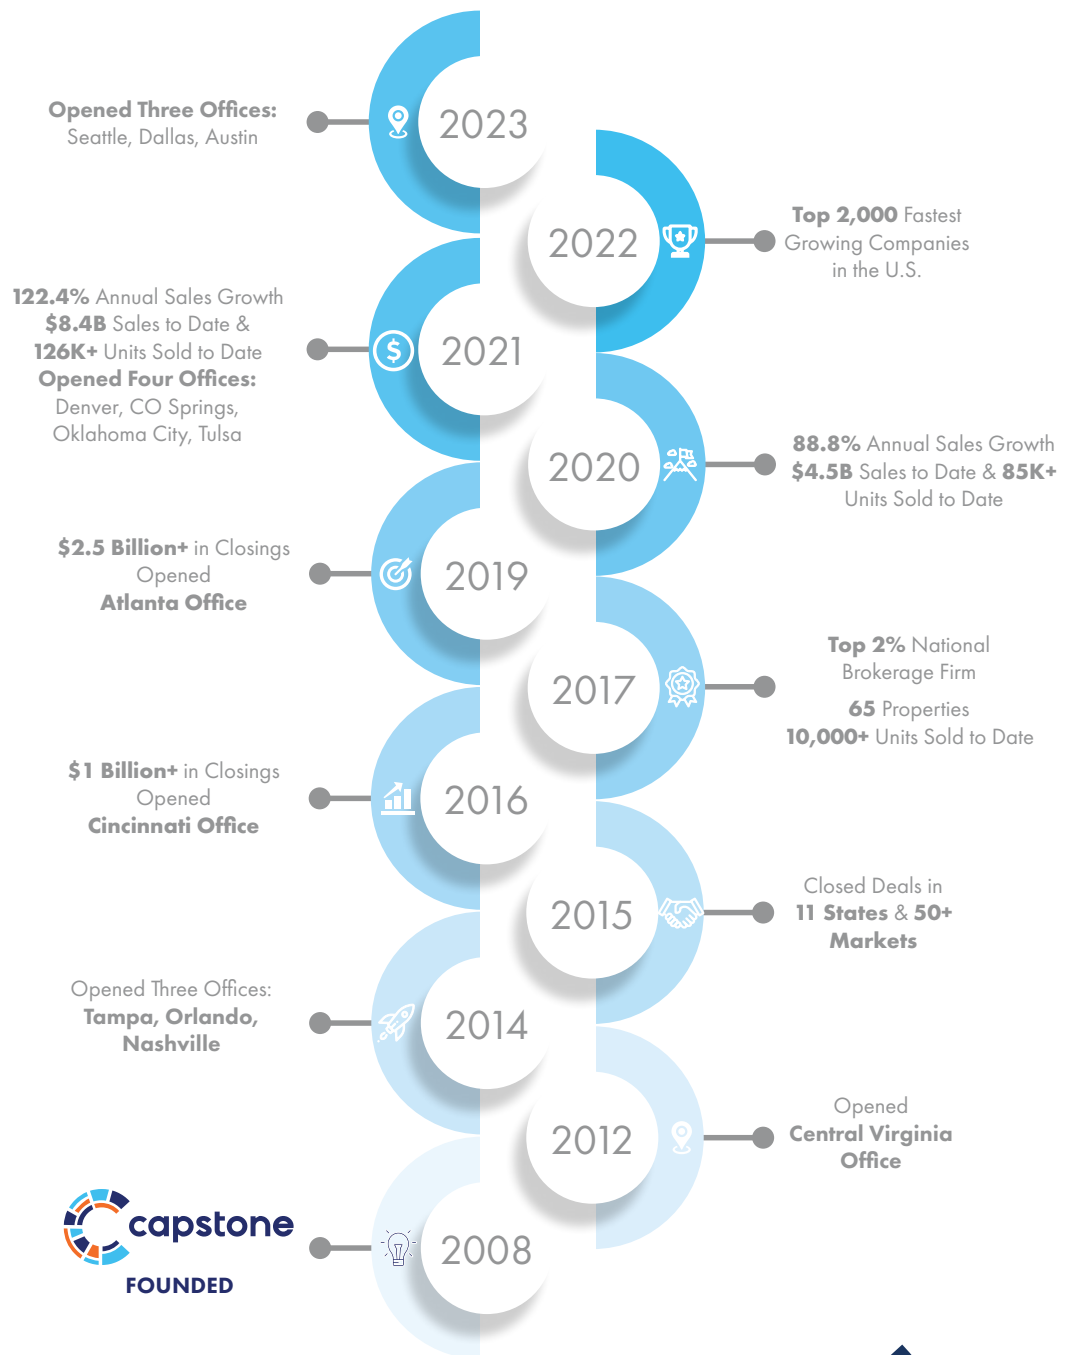 2023
Opened Three Offices:
Seattle, Dallas, Austin
2022
Top 2,000 Fastest
Growing Companies
in the U.S.
2021
122.4% Annual Sales Growth
$8.4B Sales to Date &
126K+ Units Sold to Date
Opened Four Offices:
Denver, CO Springs,
Oklahoma City, Tulsa
2020
88.8% Annual Sales Growth
$4.5B Sales to Date & 85K+
Units Sold to Date
2019
$2.5 Billion+ in Closings
Opened
Atlanta Office
2017
Top 2% National
Brokerage Firm
65 Properties
10,000+ Units Sold to Date
2016
$1 Billion+ in Closings
Opened
Cincinnati Office
2015
Closed Deals in
11 States & 50+
Markets
2014
Opened Three Offices:
Tampa, Orlando,
Nashville
2012
Opened
Central Virginia
Office
2008
capstone
FOUNDED